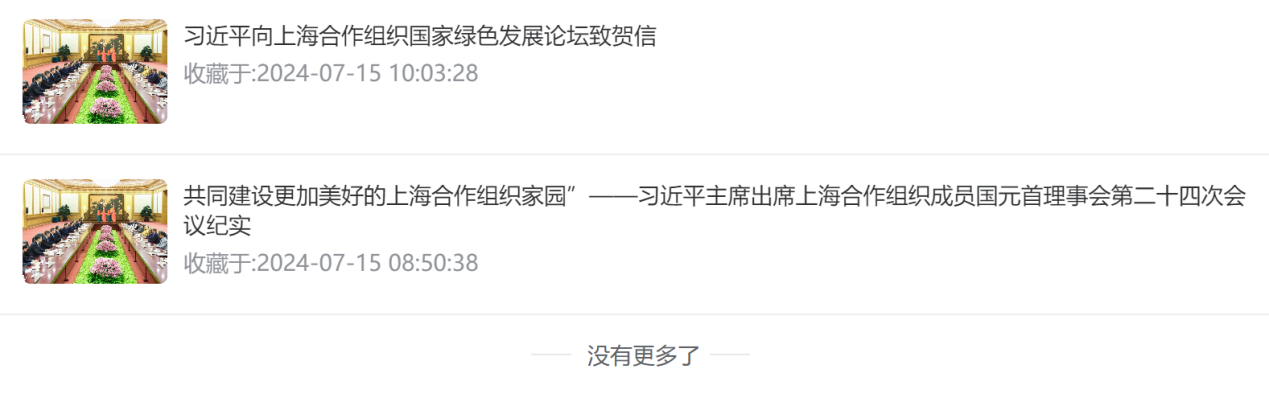 习近平向上海合作组织国家绿色发展论坛致贺信
收藏于:2024-07-15 10:03:28
共同建设更加美好的上海合作组织家园”——习近平主席出席上海合作组织成员国元首理事会第二十四次会
议纪实
收藏于:2024-07-15 08:50:38
没有更多了